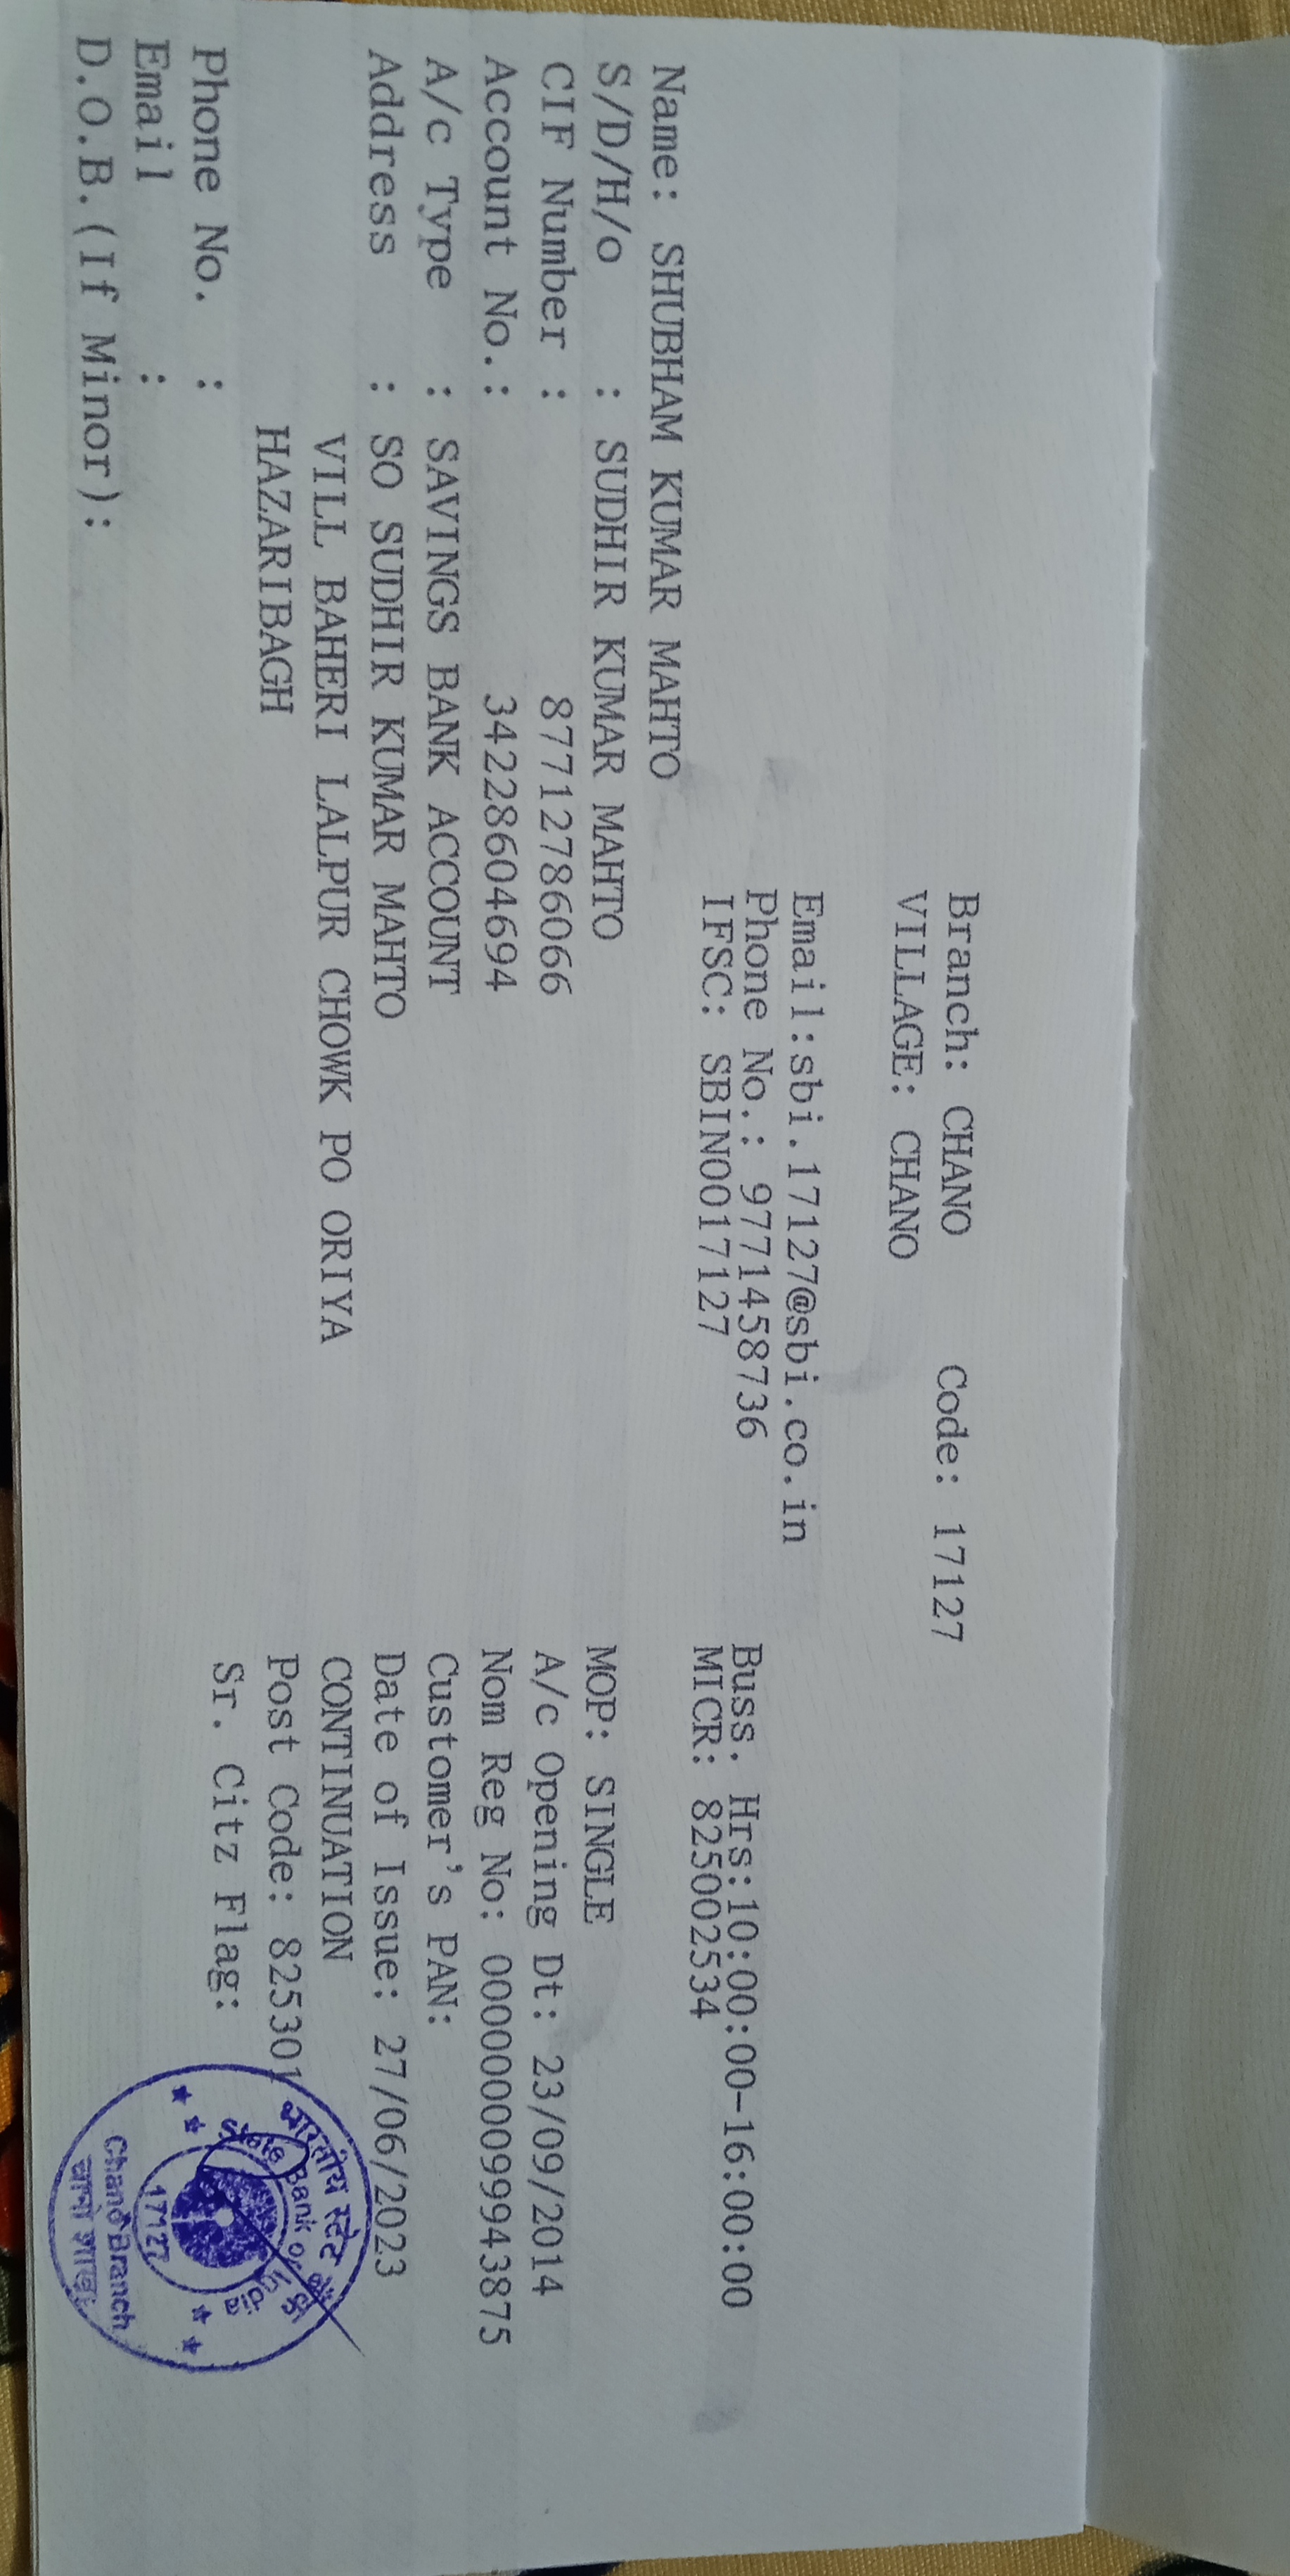 Branch: CHANO Code: 17127
VILLAGE: CHANO
Email:sbi.17127@sbi.co.in
Phone No.: 9771458736 Buss. Hrs:10:00:00-16:00:00
IFSC: SBIN0017127 MICR: 825002534
Name: SHUBHAM KUMAR MAHTO
S/D/H/o : SUDHIR KUMAR MAHTO MOP: SINGLE
CIF Number : 87712786066 A/c Opening Dt: 23/09/2014
Account No.: 34228604694 Nom Reg No: 0000000099943875
A/c Type : SAVINGS BANK ACCOUNT Customer's PAN:
Address : SO SUDHIR KUMAR MAHTO Date of Issue: 27/06/2023
VILL BAHERI LALPUR CHOWK PO ORIYA CONTINUATION
HAZARIBAGH Post Code: 825301
Phone No. : Sr. Citz Flag:
Email :
D.O.B.(If Minor):
भारतीय स्टेट बैंक
State Bank of India
17127
Chano Branch
चानो शाखा